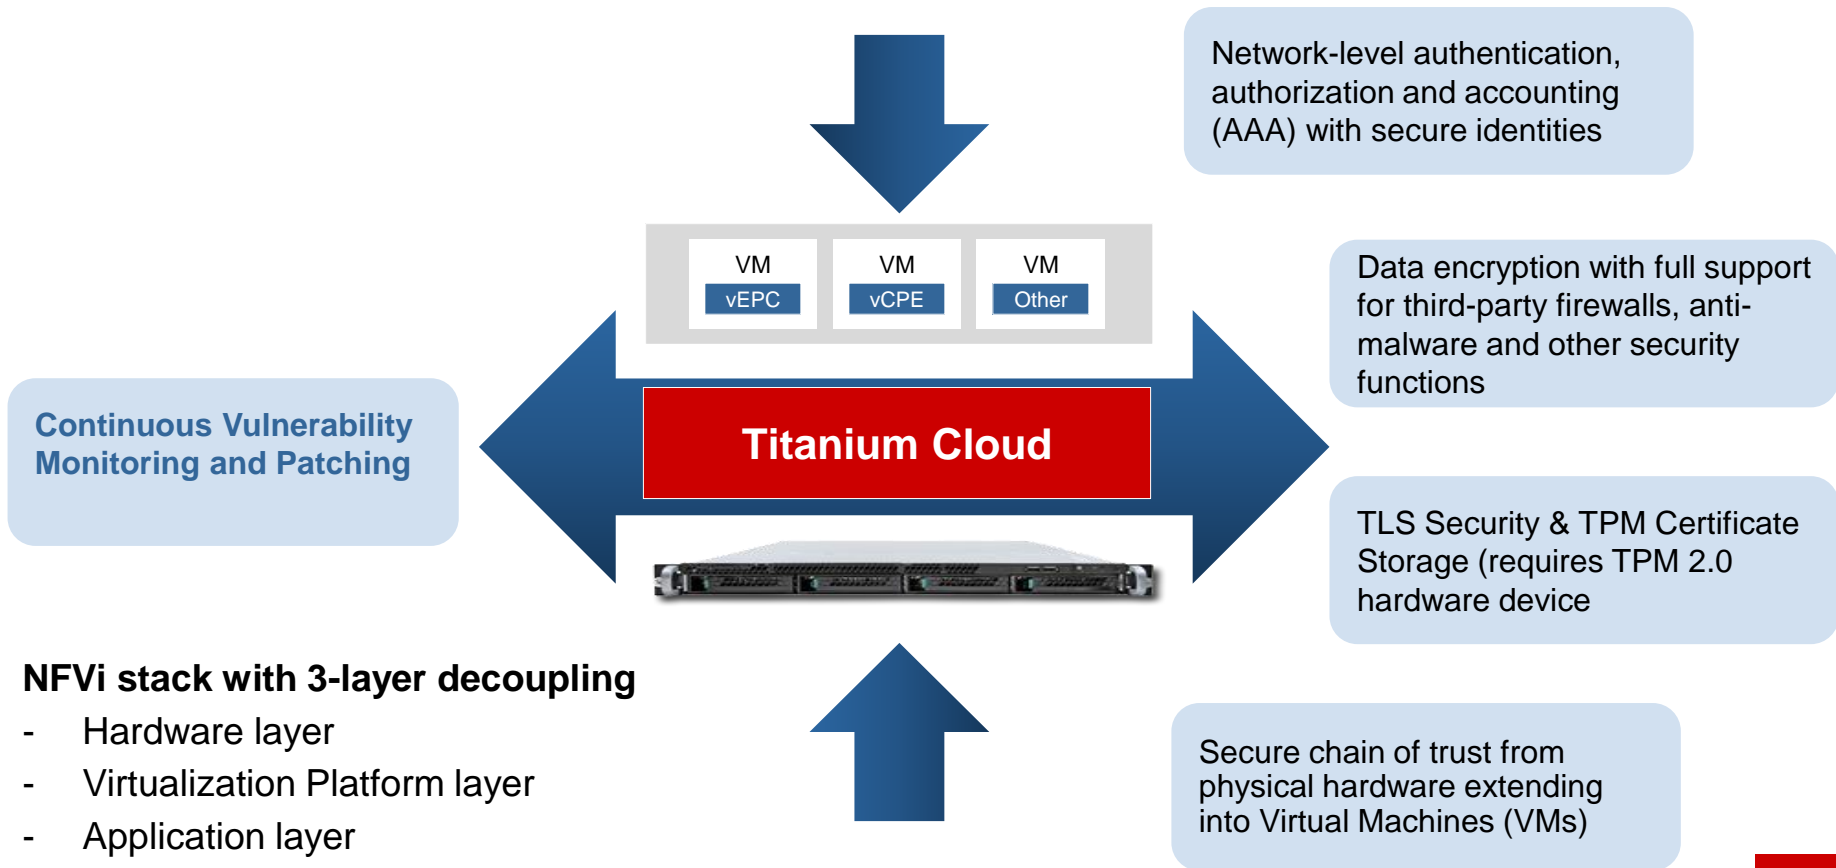 Network-level authentication,
authorization and accounting
(AAA) with secure identities
VM
vEPC
VM
vCPE
VM
Other
Data encryption with full support
for third-party firewalls, anti-
malware and other security
functions
Continuous Vulnerability
Monitoring and Patching
Titanium Cloud
TLS Security & TPM Certificate
Storage (requires TPM 2.0
hardware device
NFVi stack with 3-layer decoupling
- Hardware layer
- Virtualization Platform layer
- Application layer
Secure chain of trust from
physical hardware extending
into Virtual Machines (VMs)